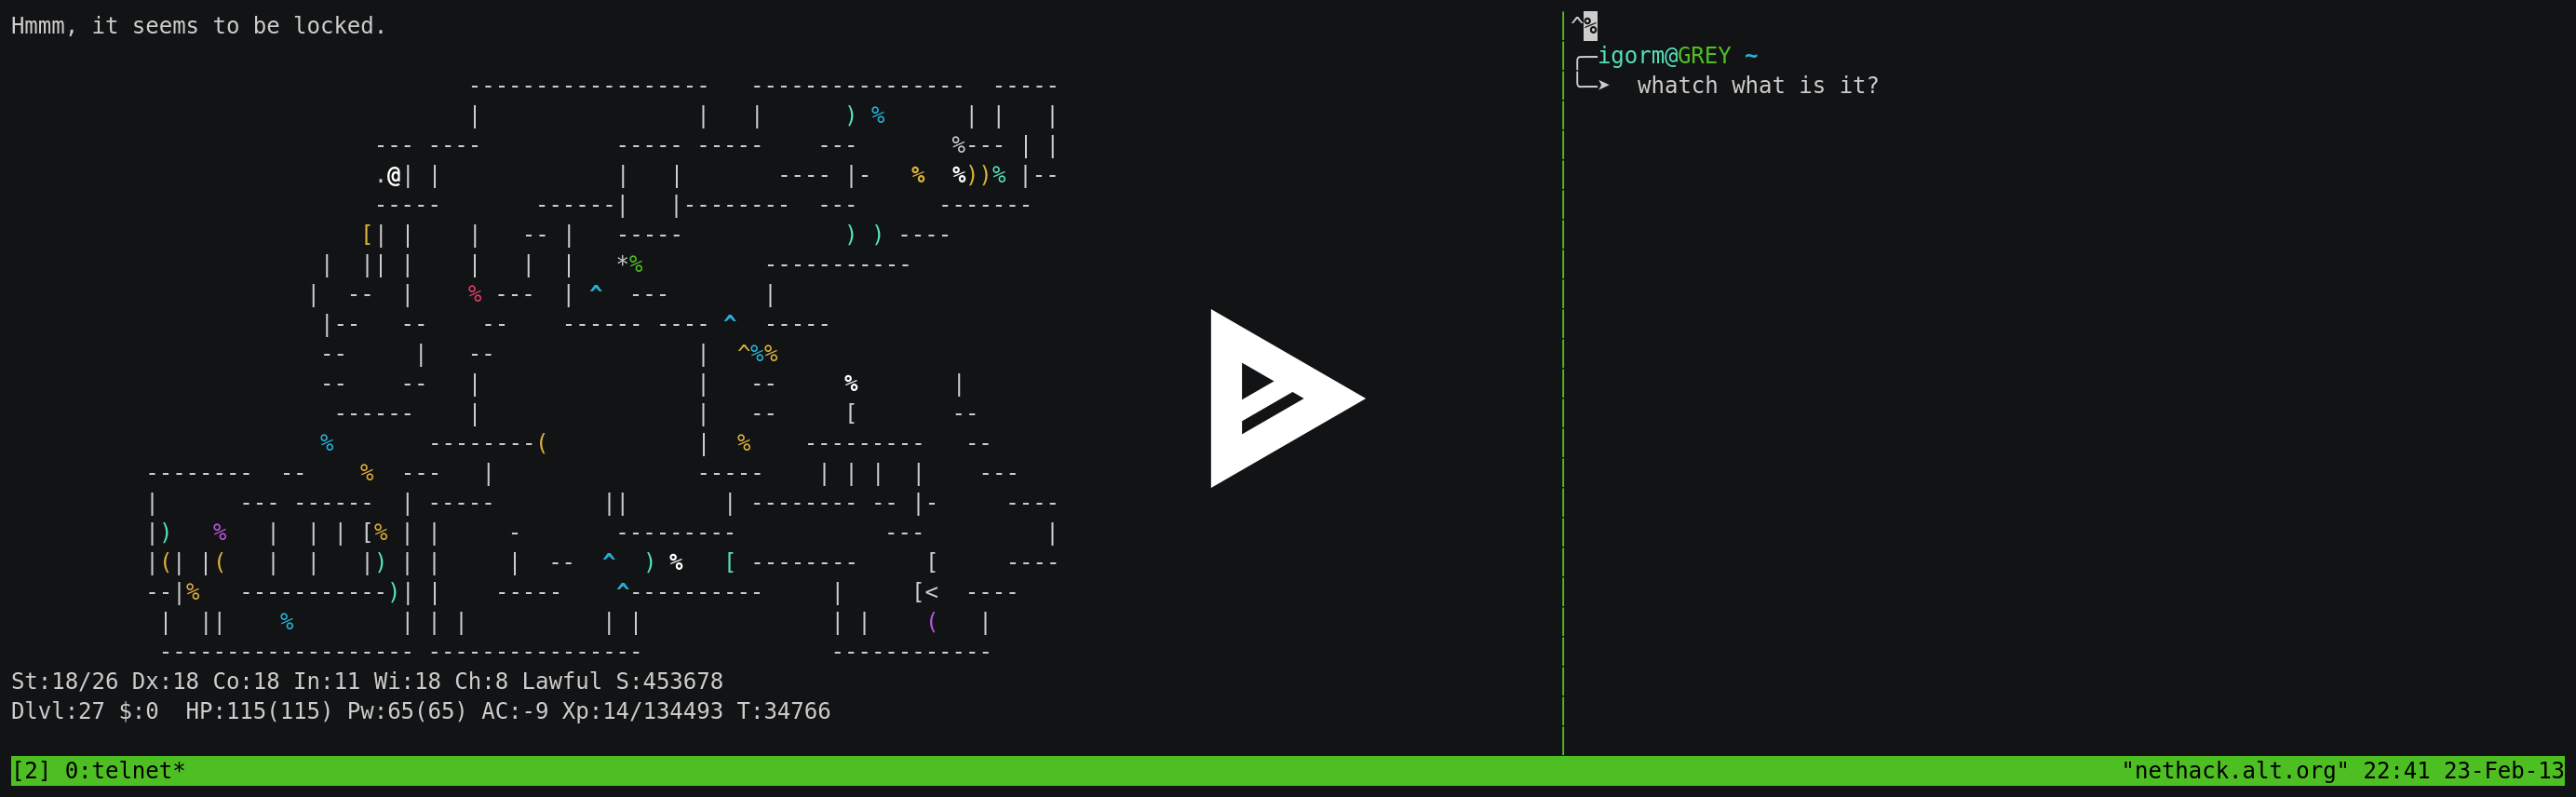 Hmmm, it seems to be locked.
------------------   ----------------  -----
|                |   |      ) %      | |   |
--- ----          ----- -----    ---       %--- | |
.@| |             |   |       ---- |-   %  %))% |--
-----       ------|   |--------  ---      -------
[| |    |   -- |   -----            ) ) ----
|  || |    |   |  |   *%         -----------
|  --  |    % ---  | ^  ---       |
|--   --    --    ------ ---- ^  -----
--     |   --               |  ^%%
--    --   |                |   --     %       |
------    |                |   --     [       --
%       --------(           |  %    ---------   --
--------  --    %  ---   |               -----    | | |  |    ---
|      --- ------  | -----        ||       | -------- -- |-     ----
|)   %   |  | | [% | |     -       ---------           ---         |
|(| |(   |  |   |) | |     |  --  ^  ) %   [ --------     [     ----
--|%   -----------)| |    -----    ^----------     |     [<  ----
|  ||    %        | | |          | |              | |    (   |
------------------- ----------------              ------------
St:18/26 Dx:18 Co:18 In:11 Wi:18 Ch:8 Lawful S:453678
Dlvl:27 $:0  HP:115(115) Pw:65(65) AC:-9 Xp:14/134493 T:34766
^%
╭─igorm@GREY ~
╰─➤  whatch what is it?
[2] 0:telnet*
"nethack.alt.org" 22:41 23-Feb-13